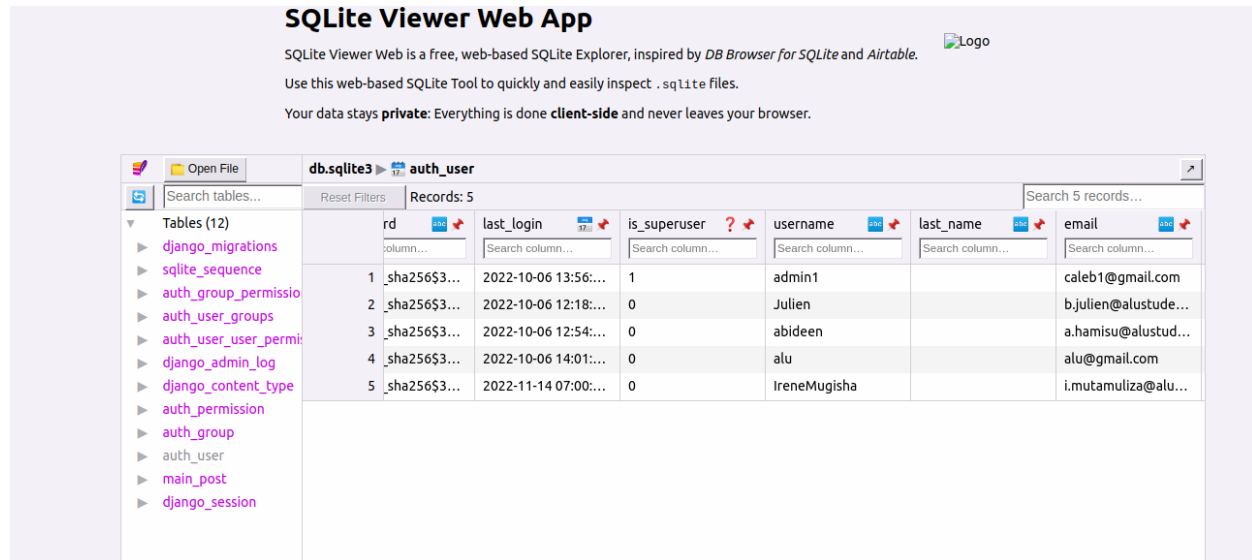 SQLite Viewer Web App
SQLite Viewer Web is a free, web-based SQLite Explorer, inspired by DB Browser for SQLite and Airtable.
Logo
Use this web-based SQLite Tool to quickly and easily inspect .sqlite files.
Your data stays private: Everything is done client-side and never leaves your browser.
Open File
db.sqlite3 ▶ auth_user
Search tables...
Reset Filters Records: 5
Search 5 records...
Tables (12)
django_migrations
sqlite_sequence
auth_group_permissio
auth_user_groups
auth_user_user_permi
django_admin_log
django_content_type
auth_permission
auth_group
auth_user
main_post
django_session
rd last_login is_superuser username last_name email
column... Search column... Search column... Search column... Search column... Search column...
1 _sha256$3... 2022-10-06 13:56:... 1 admin1 caleb1@gmail.com
2 _sha256$3... 2022-10-06 12:18:... 0 Julien b.julien@alustude...
3 _sha256$3... 2022-10-06 12:54:... 0 abideen a.hamisu@alustud...
4 _sha256$3... 2022-10-06 14:01:... 0 alu alu@gmail.com
5 _sha256$3... 2022-11-14 07:00:... 0 IreneMugisha i.mutamuliza@alu...